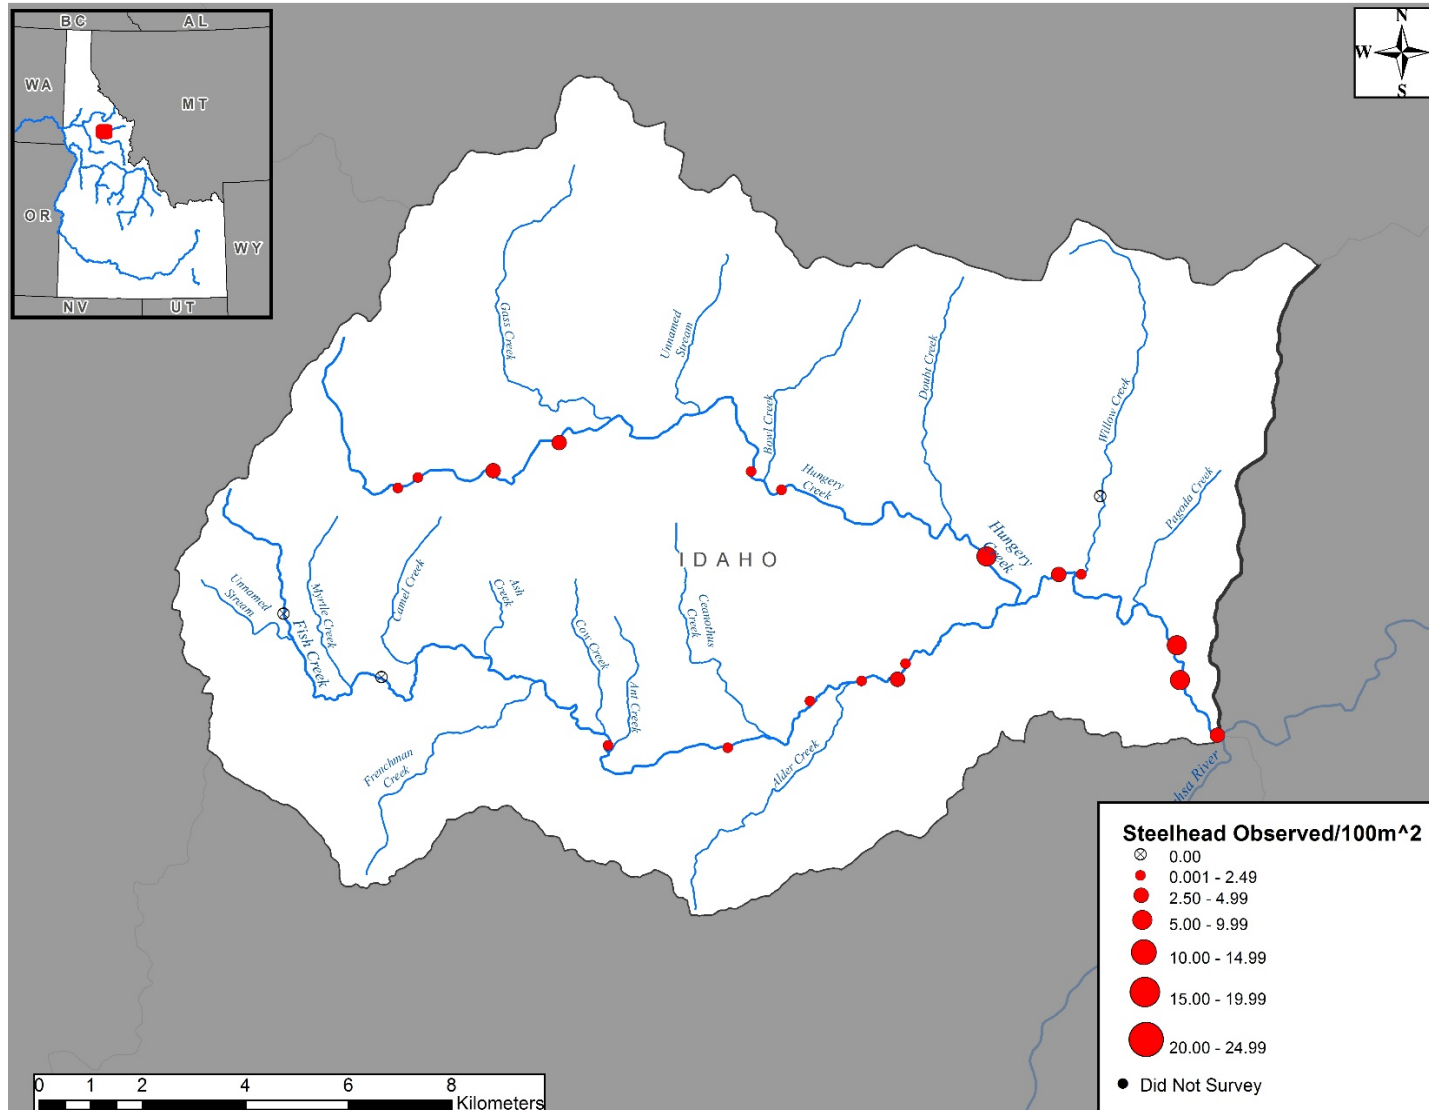 BC
AL
WA
MT
OR
WY
NV
UT
N
W
S
Gass Creek
Unnamed
Stream
Bowl Creek
Doubt Creek
Willow Creek
Pagoda Creek
Hungery
Creek
Hungery
Creek
IDAHO
Unnamed
Stream
Fish Creek
Myrtle Creek
Camel Creek
Ash
Creek
Cow Creek
Ant Creek
Ceanothus
Creek
Frenchman
Creek
Alder Creek
hsa River
Steelhead Observed/100m^2
0.00
0.001 - 2.49
2.50 - 4.99
5.00 - 9.99
10.00 - 14.99
15.00 - 19.99
20.00 - 24.99
Did Not Survey
0 1 2 4 6 8
Kilometers